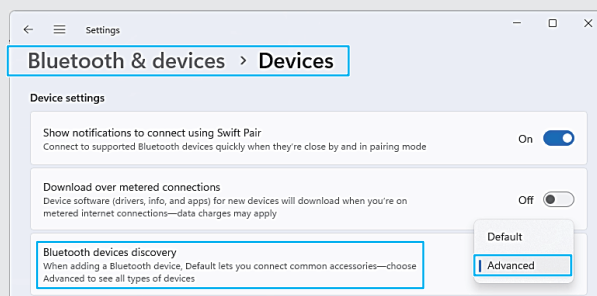 Settings
Bluetooth & devices › Devices
Device settings
Show notifications to connect using Swift Pair
Connect to supported Bluetooth devices quickly when they're close by and in pairing mode
On
Download over metered connections
Device software (drivers, info, and apps) for new devices will download when you're on
metered internet connections—data charges may apply
Off
Bluetooth devices discovery
When adding a Bluetooth device, Default lets you connect common accessories—choose
Advanced to see all types of devices
Default
Advanced